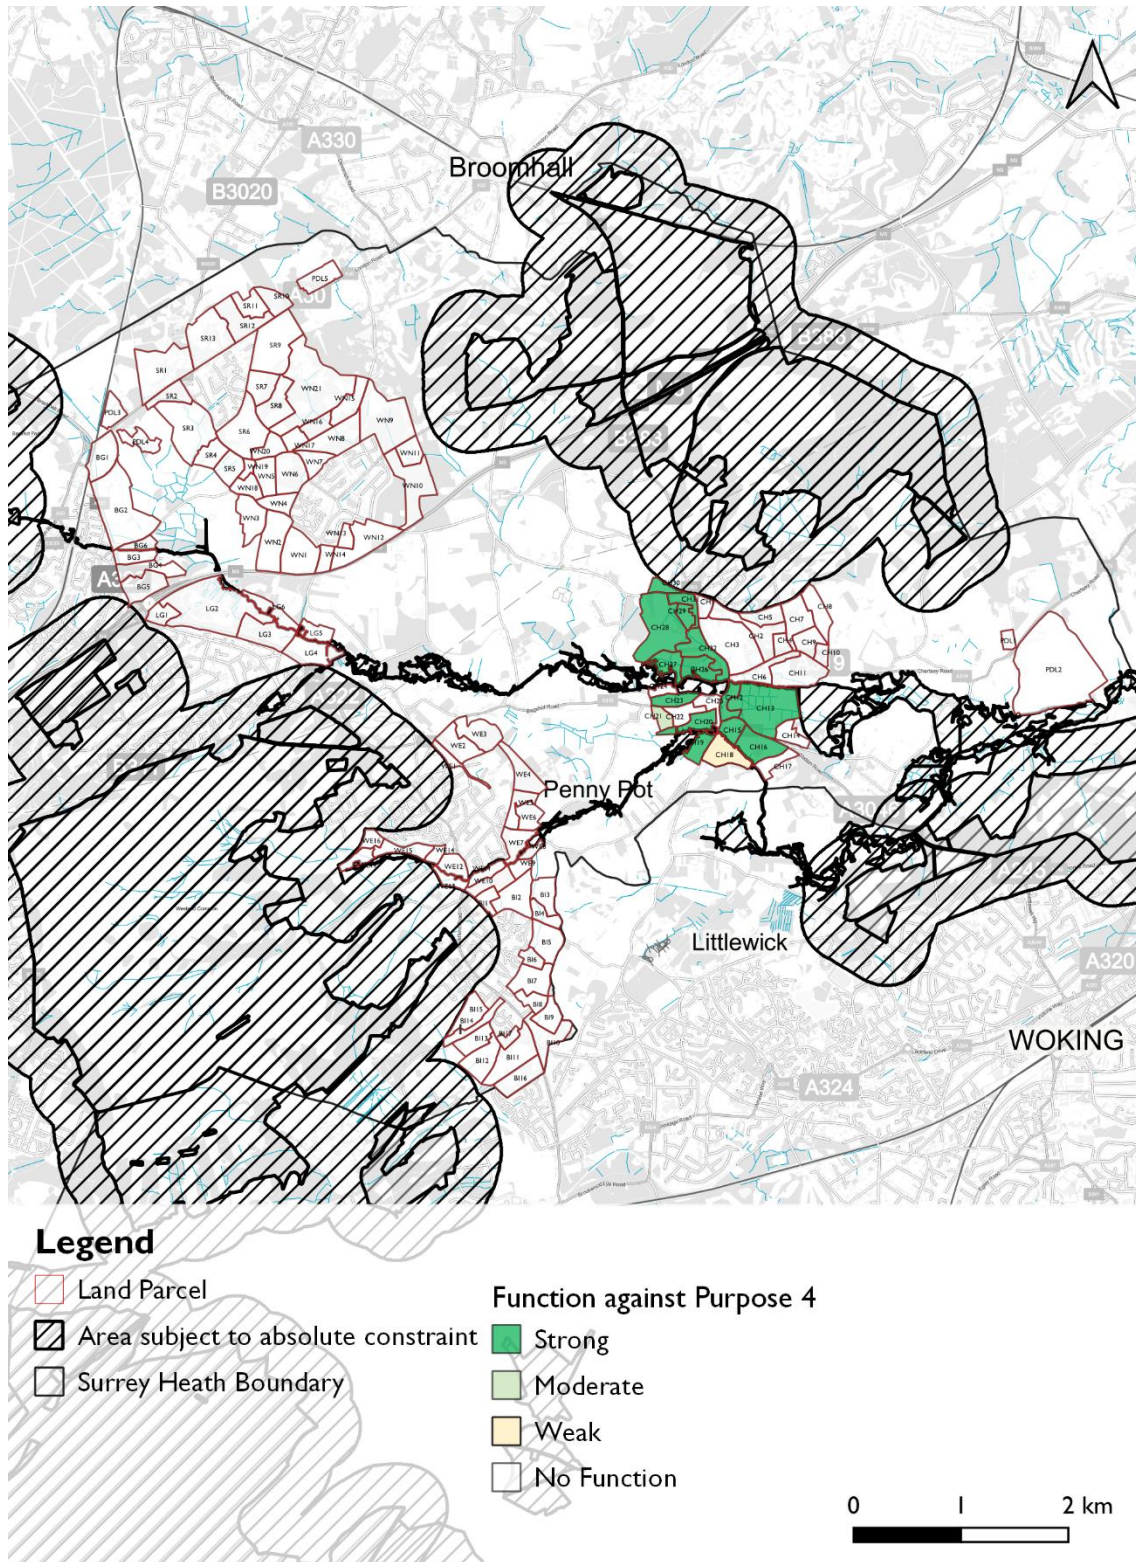 A330
Broomhall
B3020
PDL5
SR11
SR10
SR12
SR13
SR9
SR1
SR7
WN21
SR2
WN15
PDL3
SR8
WN9
SR3
WN16
SR6
WN8
PDL4
WN17
BG1
SR4
WN20
WN11
SR5
WN19
WN7
WN5
WN6
WN10
WN18
BG2
WN4
WN3
WN13
WN12
WN2
BG6
WN1
WN14
BG3
BG4
BG5
LG2
LG6
LG1
LG3
LG5
LG4
CH30
CH5
CH8
CH7
CH29
CH28
CH2
CH3
CH10
CH27
CH26
CH6
CH11
PDL2
CH23
CH12
CH13
CH21
CH22
CH20
CH15
CH14
CH16
CH18
CH17
WE3
WE2
WE4
Penny Pot
WE6
WE7
WE16
WE15
WE14
WE12
WE9
WE10
BI2
BI3
BI4
Littlewick
BI5
BI6
A320
BI7
BI8
BI15
BI9
BI14
BI13
BI10
WOKING
BI12
BI11
BI16
A324
Legend
Land Parcel
Area subject to absolute constraint
Surrey Heath Boundary
Function against Purpose 4
Strong
Moderate
Weak
No Function
0 1 2 km